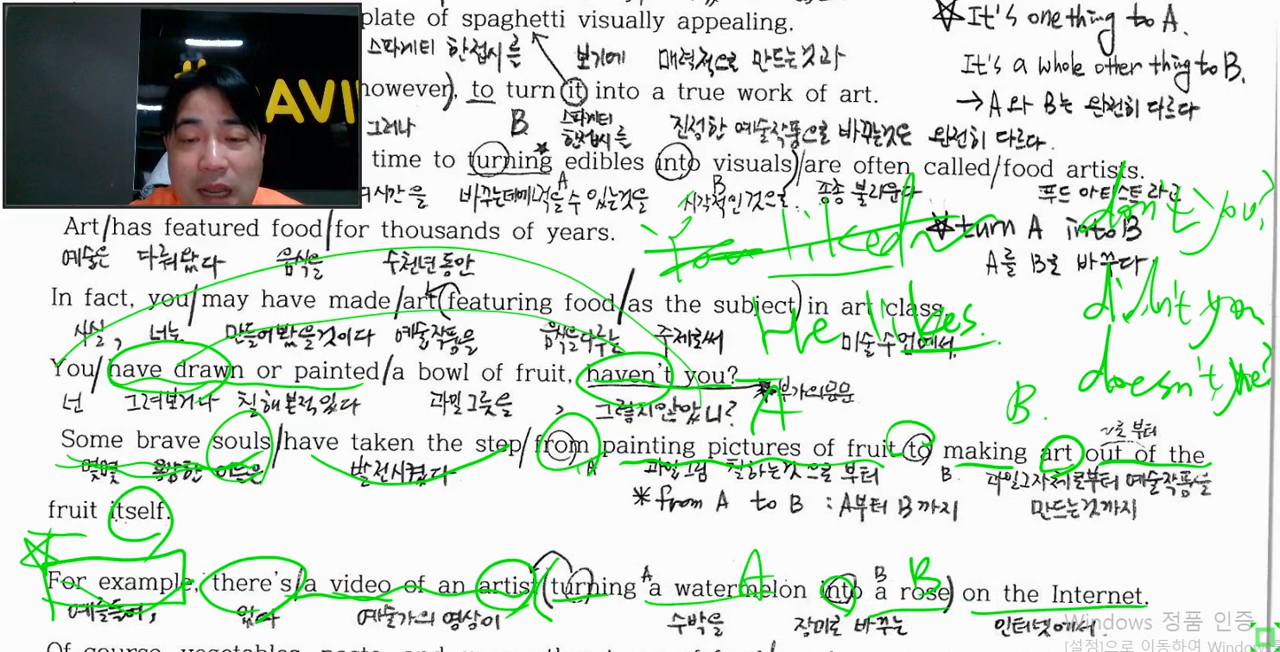 plate of spaghetti visually appealing.
스파게티 한접시를 보기에 매력적으로 만드는것과
☆ It's one thing to A.
It's a whole other thing to B.
→ A와 B는 완전히 다르다
however), to turn it into a true work of art.
그러나 B 스파게티 한접시를 진정한 예술작품으로 바꾸는것은 완전히 다르다.
DAVI
time to turning edibles into visuals/are often called/food artists.
시간을 바꾸는데에 먹을 수 있는것을 시각적인것으로 종종 불리운다 푸드 아티스트라고
A B
Art/has featured food/for thousands of years.
예술은 다뤄왔다 음식을 수천년동안
You liked
☆ turn A into B
A를 B로 바꾸다
don't you?
In fact, you/may have made/art(featuring food/as the subject) in art class.
사실, 너는 만들어봤을것이다 예술작품을 음식을다루는 주제로써 미술수업에서.
He likes.
didn't you
You/have drawn or painted/a bowl of fruit, haven't you?
넌 그려보거나 칠해본적있다 과일그릇을, 그렇지않았니? *부가의문문
doesn't he?
A B.
Some brave souls/have taken the step/from painting pictures of fruit to making art out of the
몇몇 용감한 이들은 발전시켰다 A 과일그림 칠하는것으로부터 B. 과일그자체로부터 예술작품을
~로부터
fruit itself.
* from A to B : A부터 B까지 만드는것까지
For example, there's/a video of an artist (turning a watermelon into a rose) on the Internet.
A A B B
예를들어, 있다 예술가의 영상이 수박을 장미로 바꾸는 인터넷에서.
Windows 정품 인증
[설정]으로 이동하여 Windows